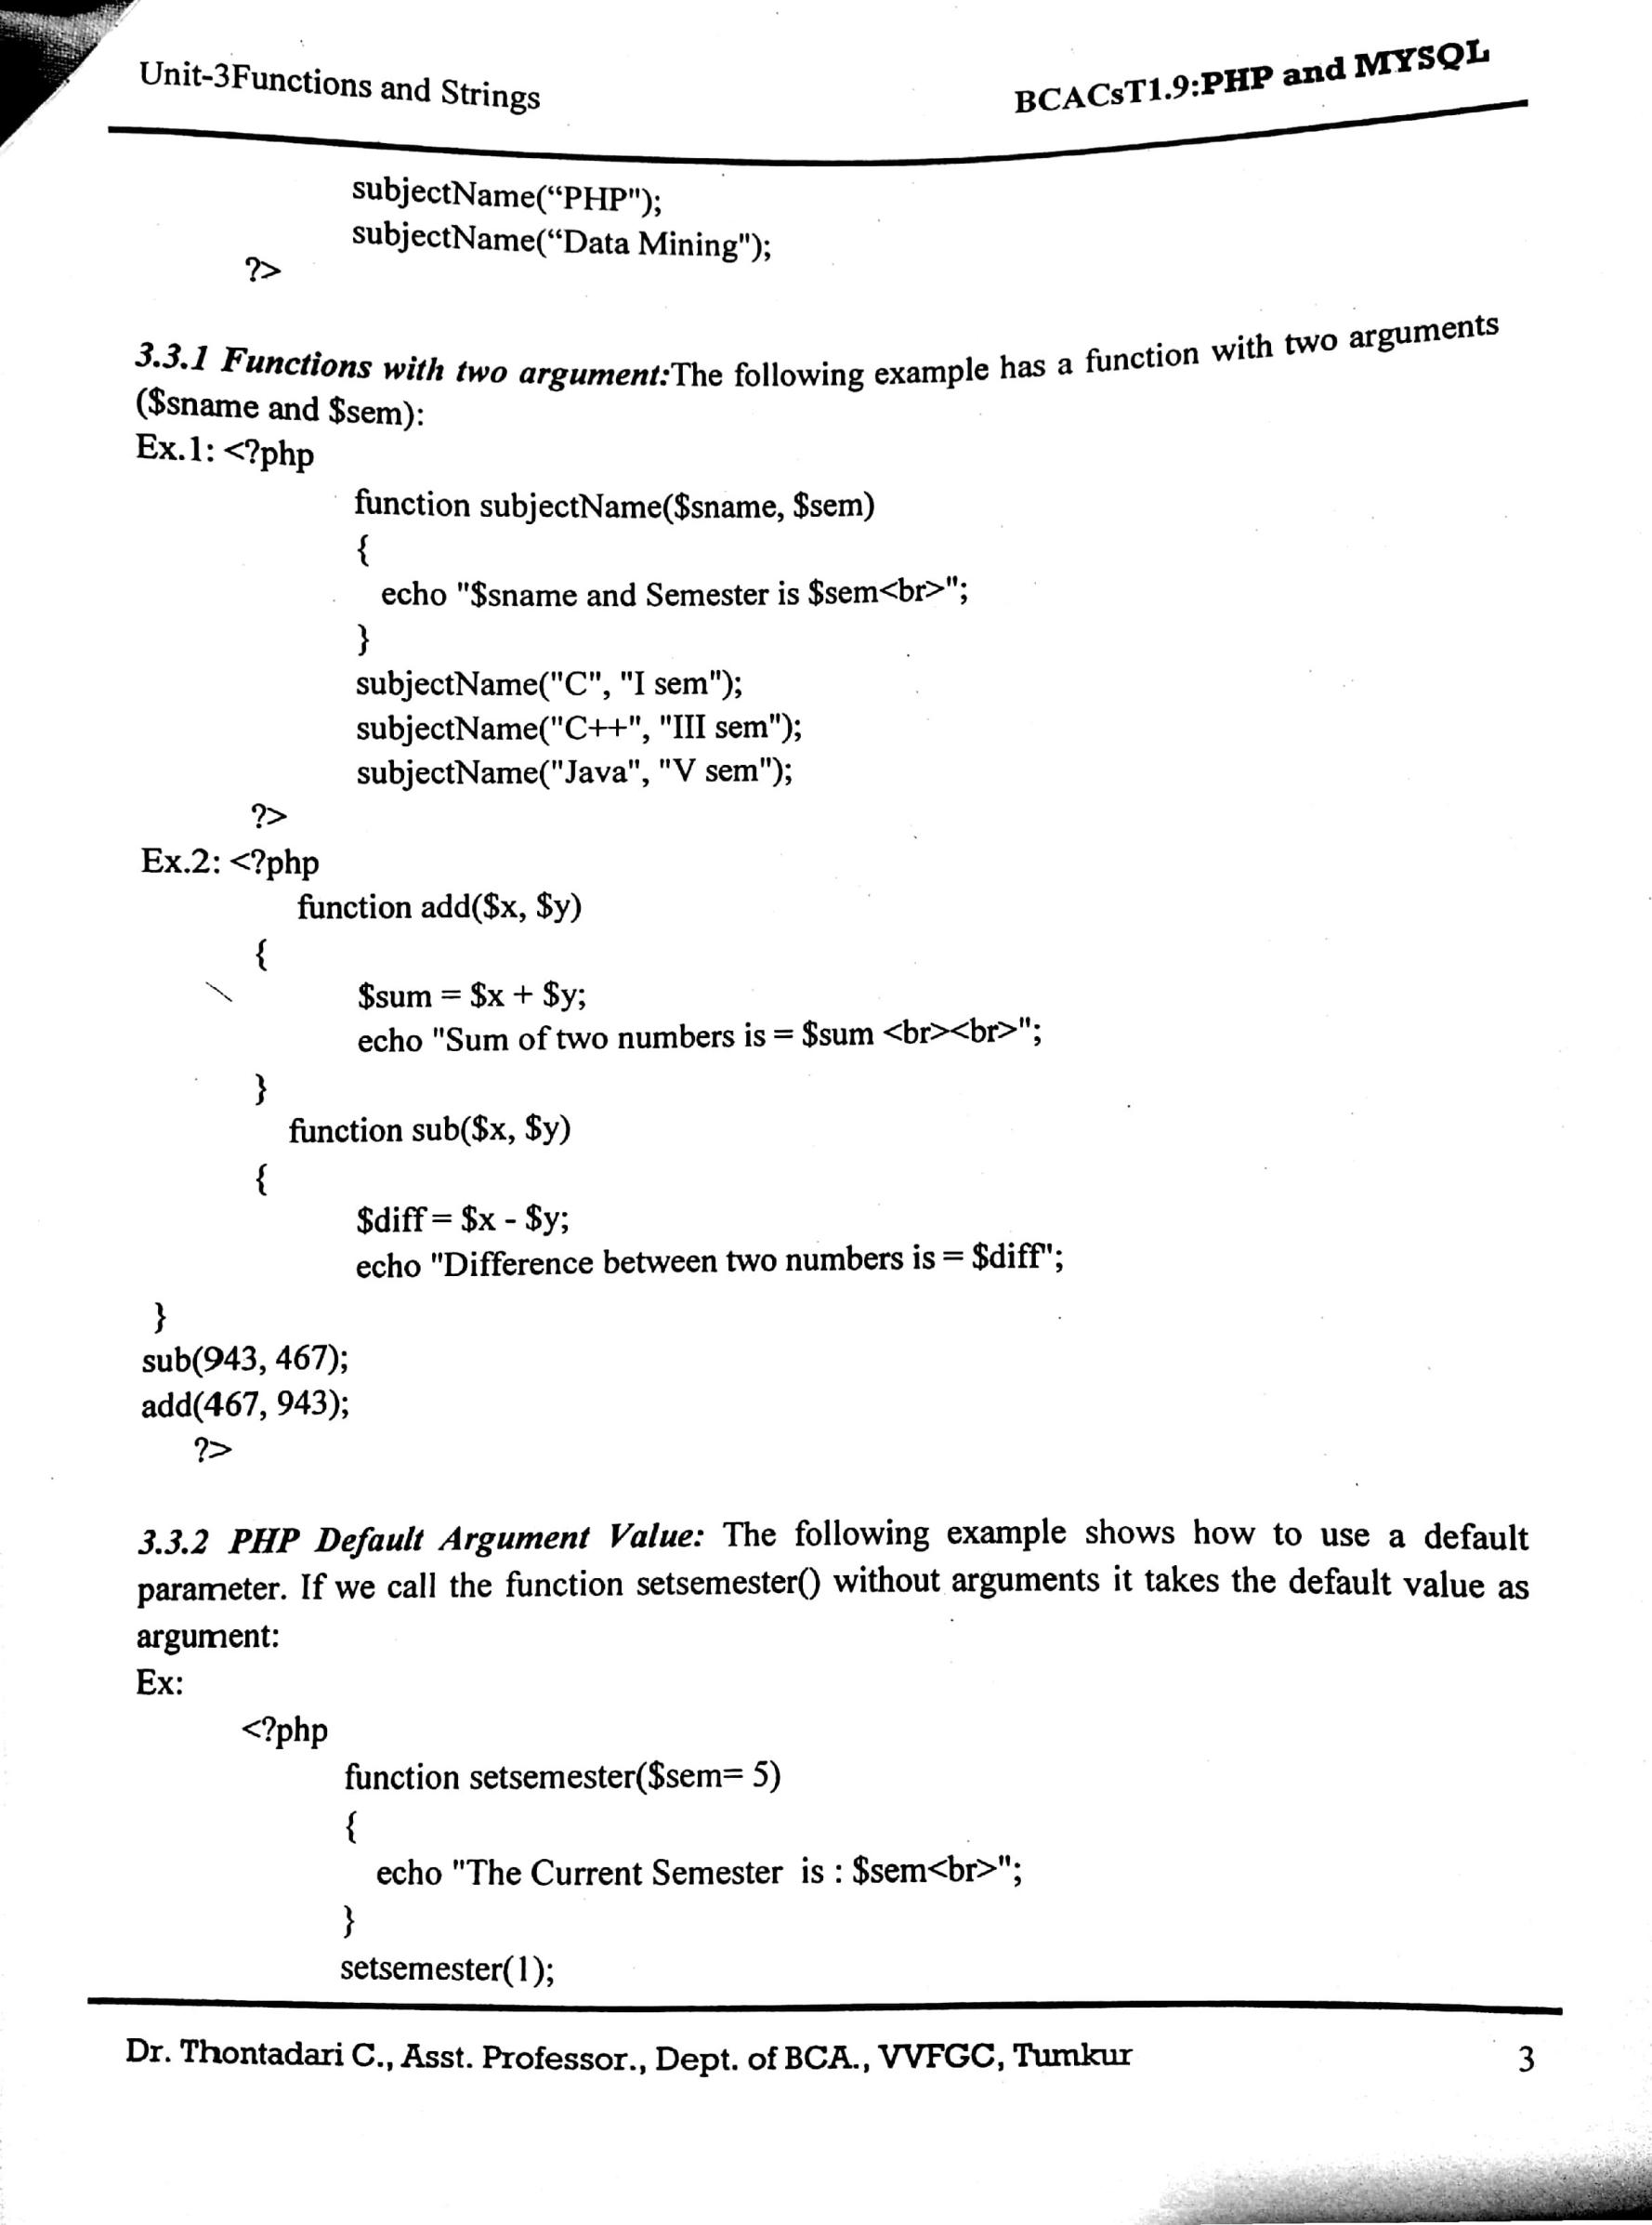 Unit-3Functions and Strings
BCACsT1.9:PHP and MYSQL
subjectName(“PHP");
subjectName(“Data Mining");
?>
3.3.1 Functions with two argument:The following example has a function with two arguments
($sname and $sem):
Ex.1: <?php
function subjectName($sname, $sem)
{
echo "$sname and Semester is $sem<br>";
}
subjectName("C", "I sem");
subjectName("C++", "III sem");
subjectName("Java", "V sem");
?>
Ex.2: <?php
function add($x, $y)
{
$sum = $x + $y;
echo "Sum of two numbers is = $sum <br><br>";
}
function sub($x, $y)
{
$diff = $x - $y;
echo "Difference between two numbers is = $diff";
}
sub(943, 467);
add(467, 943);
?>
3.3.2 PHP Default Argument Value: The following example shows how to use a default
parameter. If we call the function setsemester() without arguments it takes the default value as
argument:
Ex:
<?php
function setsemester($sem= 5)
{
echo "The Current Semester  is : $sem<br>";
}
setsemester(1);
Dr. Thontadari C., Asst. Professor., Dept. of BCA., VVFGC, Tumkur
3